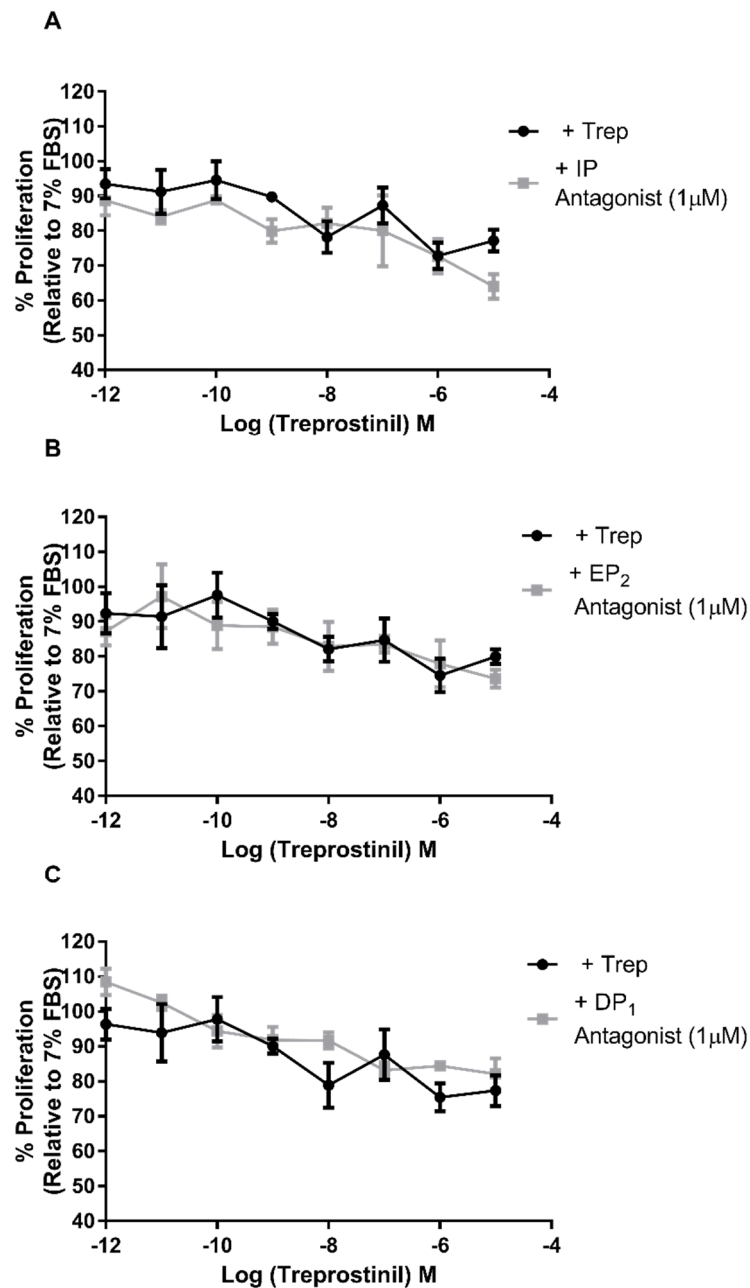 A
% Proliferation
(Relative to 7% FBS)
120
110
100
90
80
70
60
50
40
-12
-10
-8
-6
-4
Log (Treprostinil) M
+ Trep
+ IP
Antagonist (1μM)
B
% Proliferation
(Relative to 7% FBS)
120
110
100
90
80
70
60
50
40
-12
-10
-8
-6
-4
Log (Treprostinil) M
+ Trep
+ EP2
Antagonist (1μM)
C
% Proliferation
(Relative to 7% FBS)
120
110
100
90
80
70
60
50
40
-12
-10
-8
-6
-4
Log (Treprostinil) M
+ Trep
+ DP1
Antagonist (1μM)